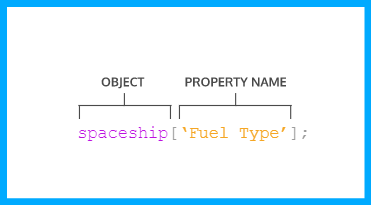 OBJECT PROPERTY NAME
spaceship[‘Fuel Type’];